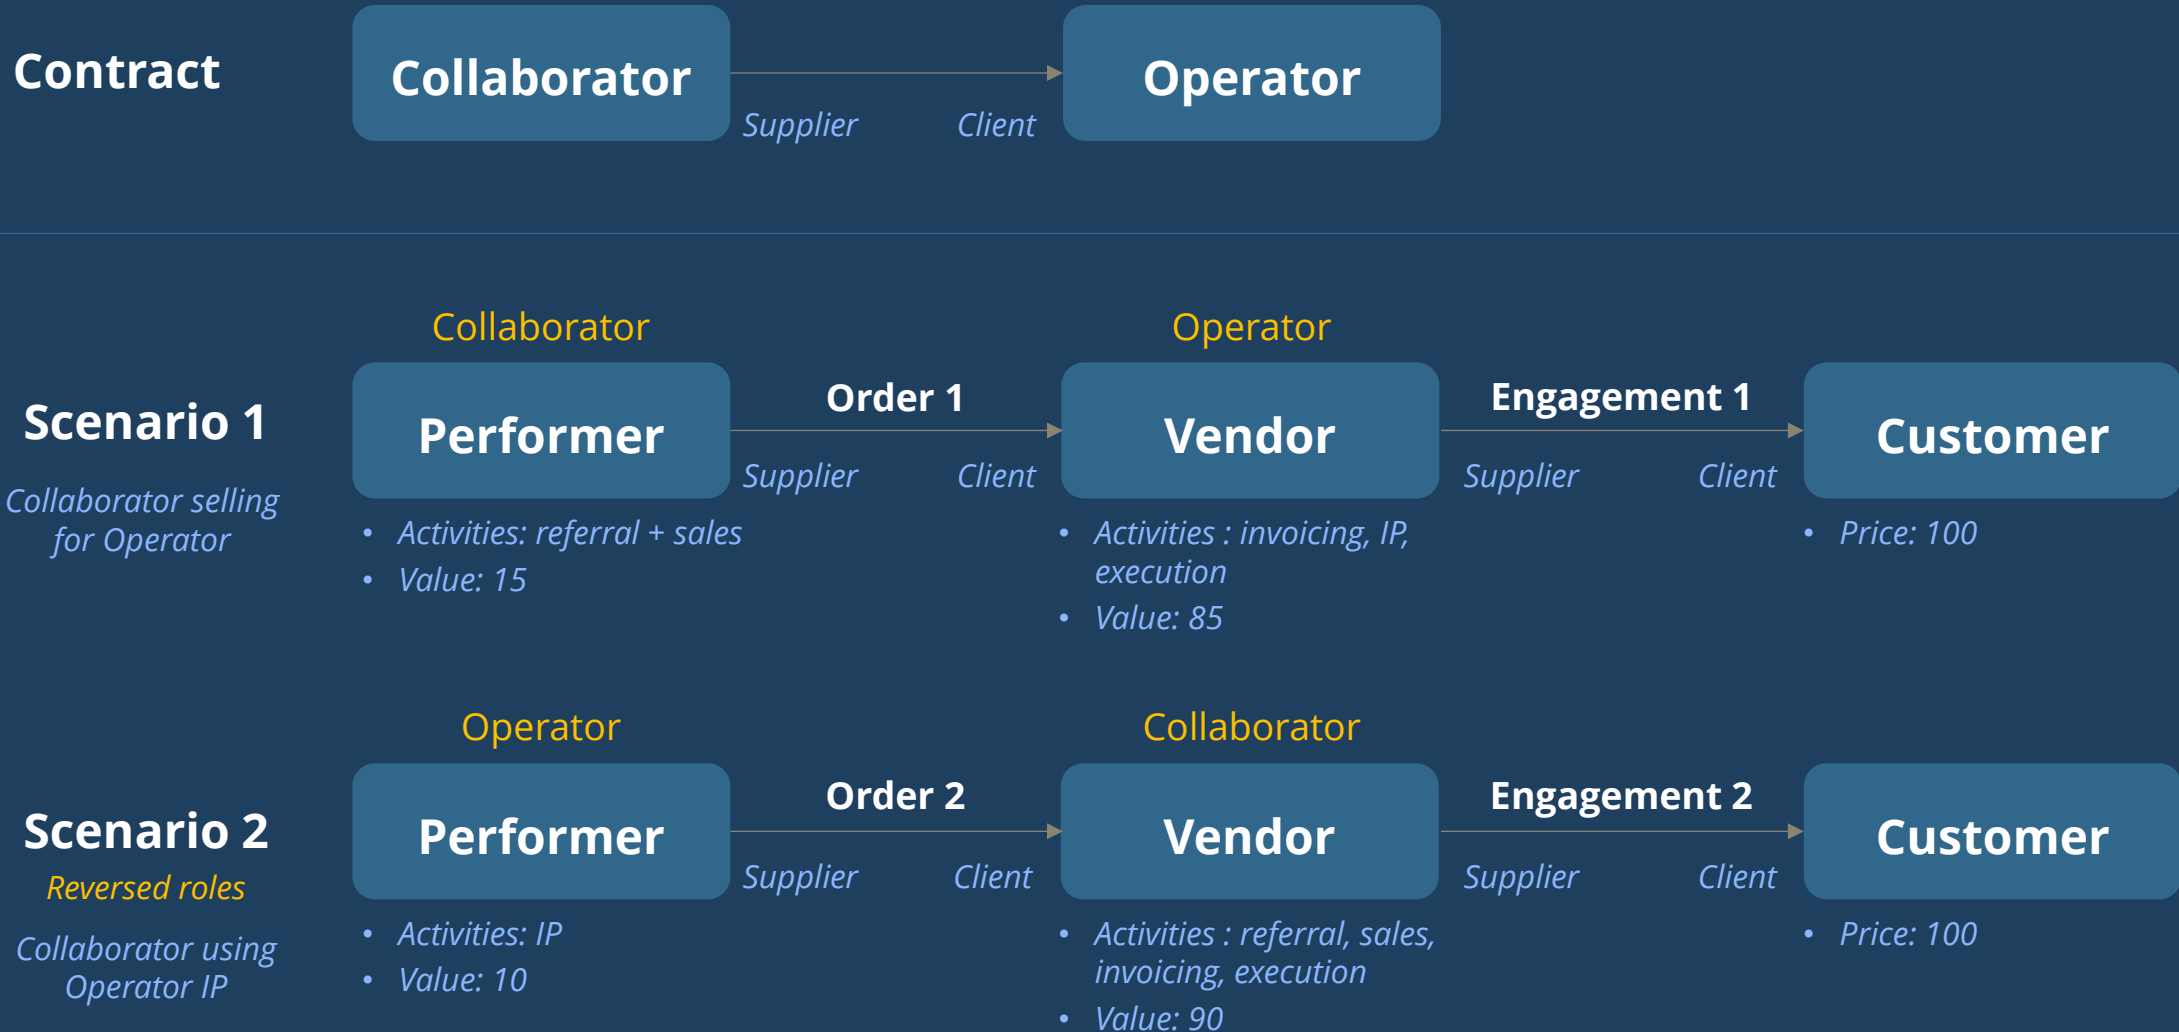 Contract
Collaborator
Operator
Supplier
Client
Collaborator
Operator
Scenario 1
Collaborator selling
for Operator
Performer
Order 1
Supplier
Client
Vendor
Engagement 1
Supplier
Client
Customer
• Activities: referral + sales
• Value: 15
• Activities : invoicing, IP,
execution
• Value: 85
• Price: 100
Operator
Collaborator
Scenario 2
Reversed roles
Collaborator using
Operator IP
Performer
Order 2
Supplier
Client
Vendor
Engagement 2
Supplier
Client
Customer
• Activities: IP
• Value: 10
• Activities : referral, sales,
invoicing, execution
• Value: 90
• Price: 100